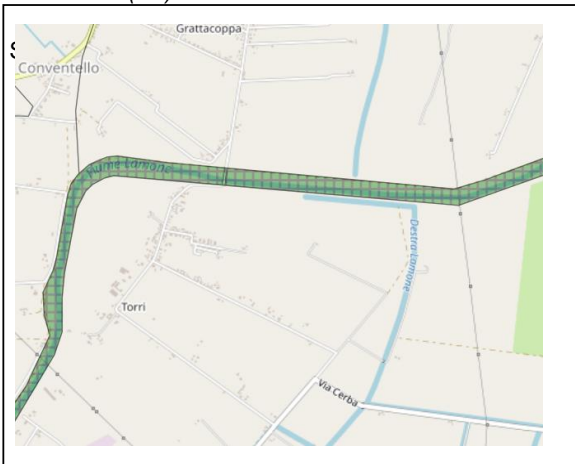 Grattacoppa
Conventello
Fiume Lamone
Destra Lamone
Torri
Via Cerba